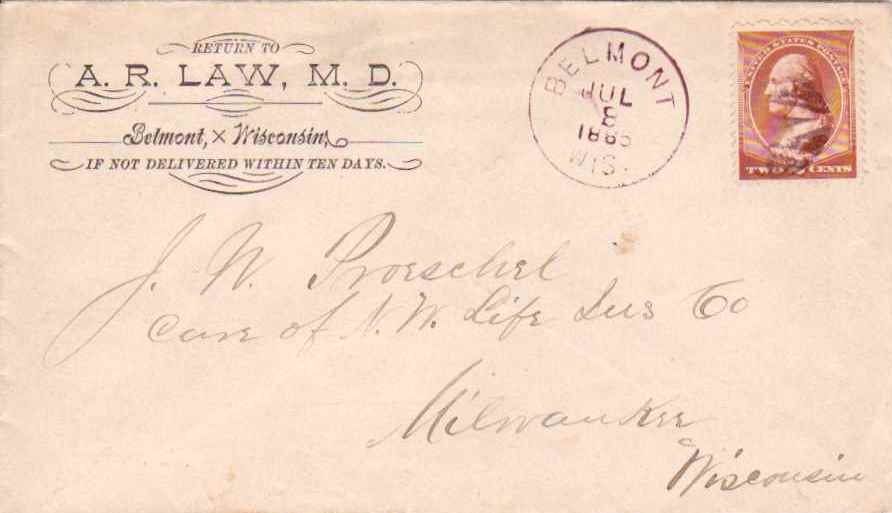 RETURN TO
A. R. LAW, M. D.
Belmont, × Wisconsin,
IF NOT DELIVERED WITHIN TEN DAYS.
BELMONT
JUL
8
1885
WIS.
UNITED STATES POSTAGE
TWO 2 CENTS
J. W. Proeschel
Care of N. W. Life Ins Co
Milwaukee
Wisconsin